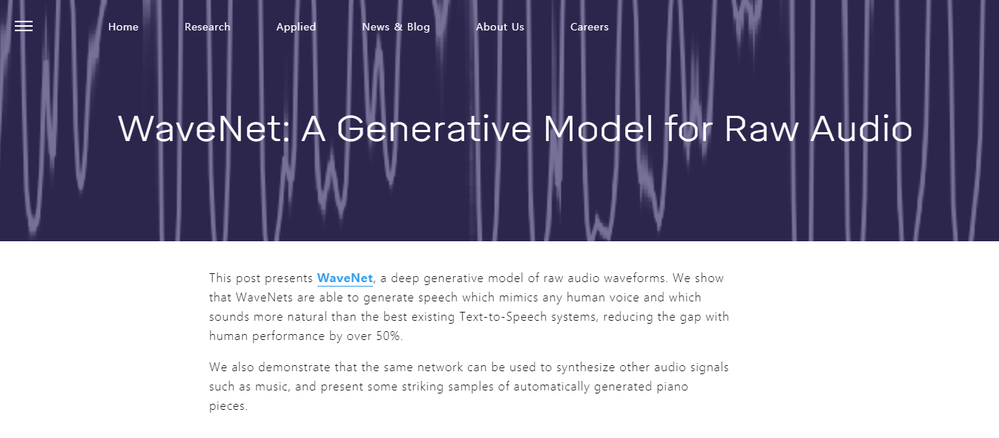 Home Research Applied News & Blog About Us Careers
WaveNet: A Generative Model for Raw Audio
This post presents WaveNet, a deep generative model of raw audio waveforms. We show
that WaveNets are able to generate speech which mimics any human voice and which
sounds more natural than the best existing Text-to-Speech systems, reducing the gap with
human performance by over 50%.
We also demonstrate that the same network can be used to synthesize other audio signals
such as music, and present some striking samples of automatically generated piano
pieces.